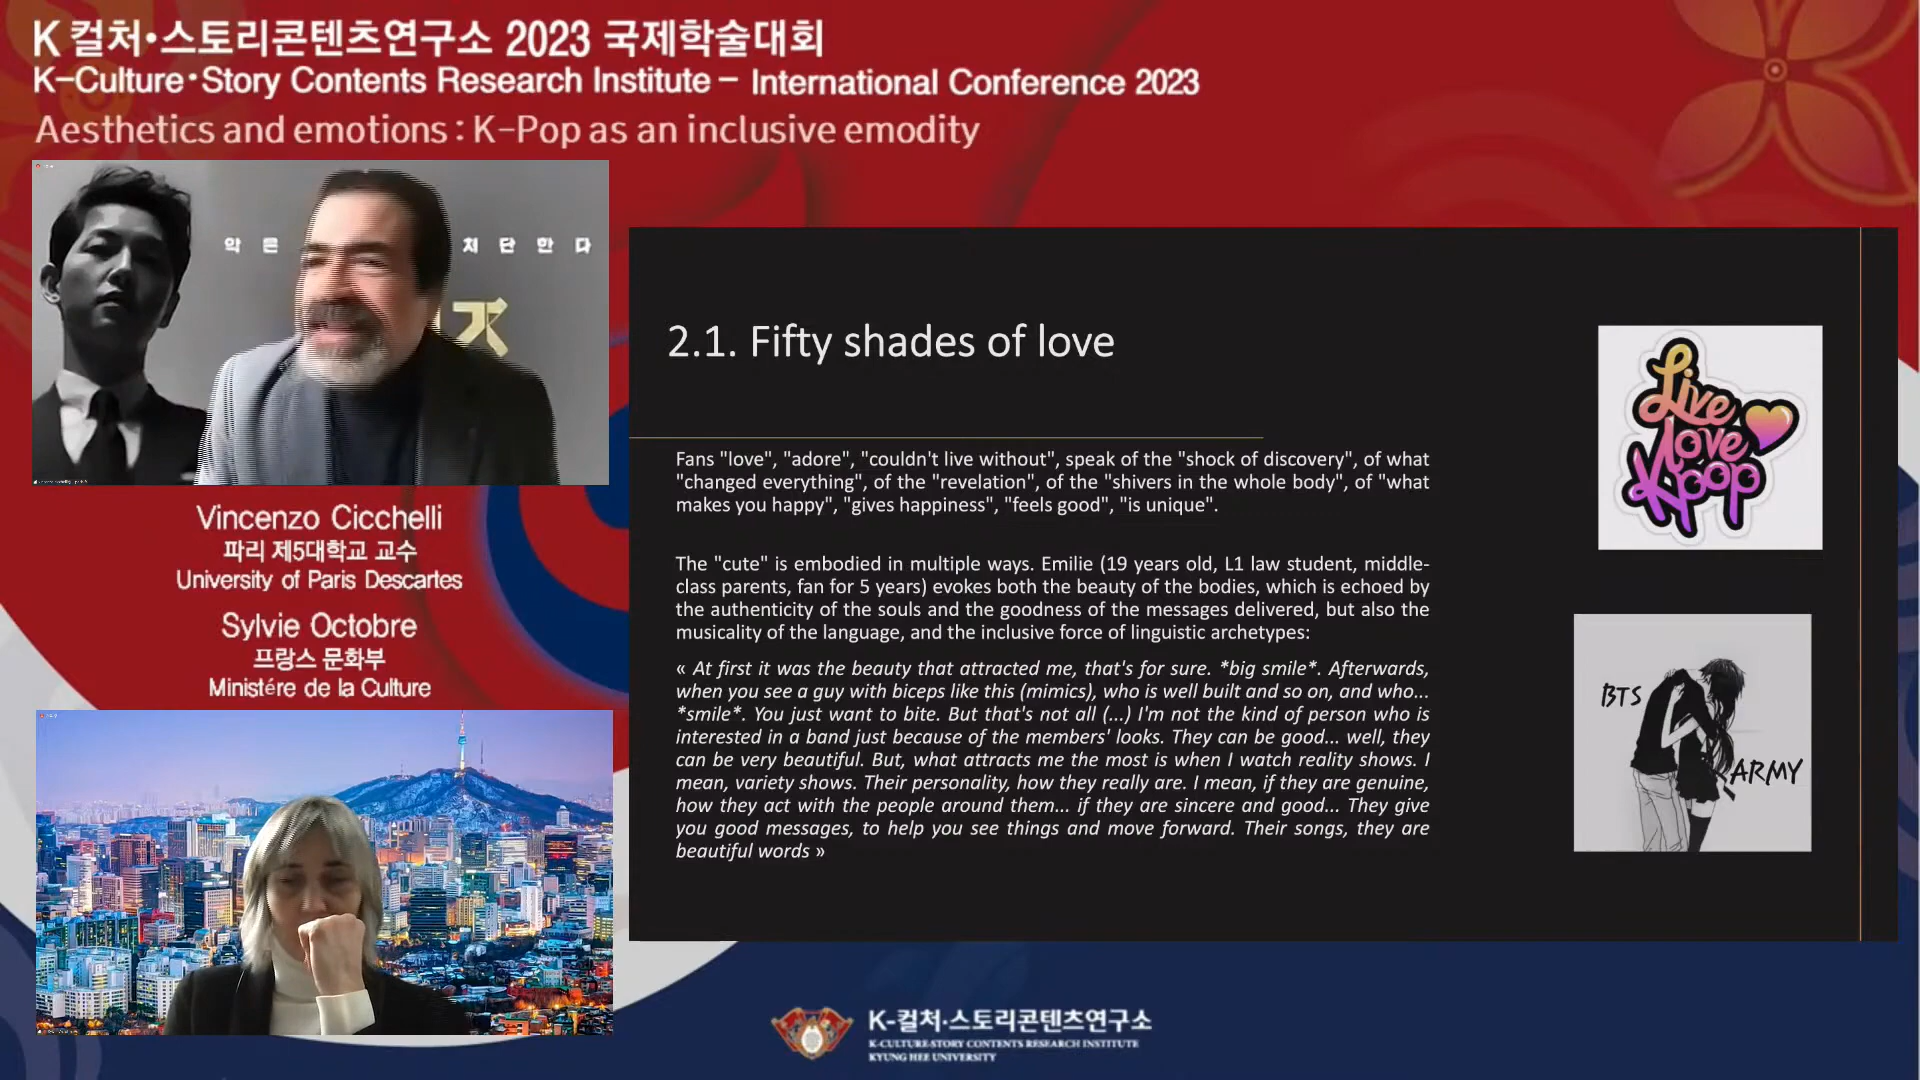 K 컬처•스토리콘텐츠연구소 2023 국제학술대회
K-Culture•Story Contents Research Institute - International Conference 2023
Aesthetics and emotions : K-Pop as an inclusive emodity
악 은
처 단 한 다
Vincenzo Cicchelli
파리 제5대학교 교수
University of Paris Descartes
Sylvie Octobre
프랑스 문화부
Ministére de la Culture
2.1. Fifty shades of love
Fans "love", "adore", "couldn't live without", speak of the "shock of discovery", of what
"changed everything", of the "revelation", of the "shivers in the whole body", of "what
makes you happy", "gives happiness", "feels good", "is unique".
The "cute" is embodied in multiple ways. Emilie (19 years old, L1 law student, middle-
class parents, fan for 5 years) evokes both the beauty of the bodies, which is echoed by
the authenticity of the souls and the goodness of the messages delivered, but also the
musicality of the language, and the inclusive force of linguistic archetypes:
« At first it was the beauty that attracted me, that's for sure. *big smile*. Afterwards,
when you see a guy with biceps like this (mimics), who is well built and so on, and who...
*smile*. You just want to bite. But that's not all (...) I'm not the kind of person who is
interested in a band just because of the members' looks. They can be good... well, they
can be very beautiful. But, what attracts me the most is when I watch reality shows. I
mean, variety shows. Their personality, how they really are. I mean, if they are genuine,
how they act with the people around them... if they are sincere and good... They give
you good messages, to help you see things and move forward. Their songs, they are
beautiful words »
Live
love
Kpop
BTS
ARMY
K-컬처·스토리콘텐츠연구소
K-CULTURE·STORY CONTENTS RESEARCH INSTITUTE
KYUNG HEE UNIVERSITY